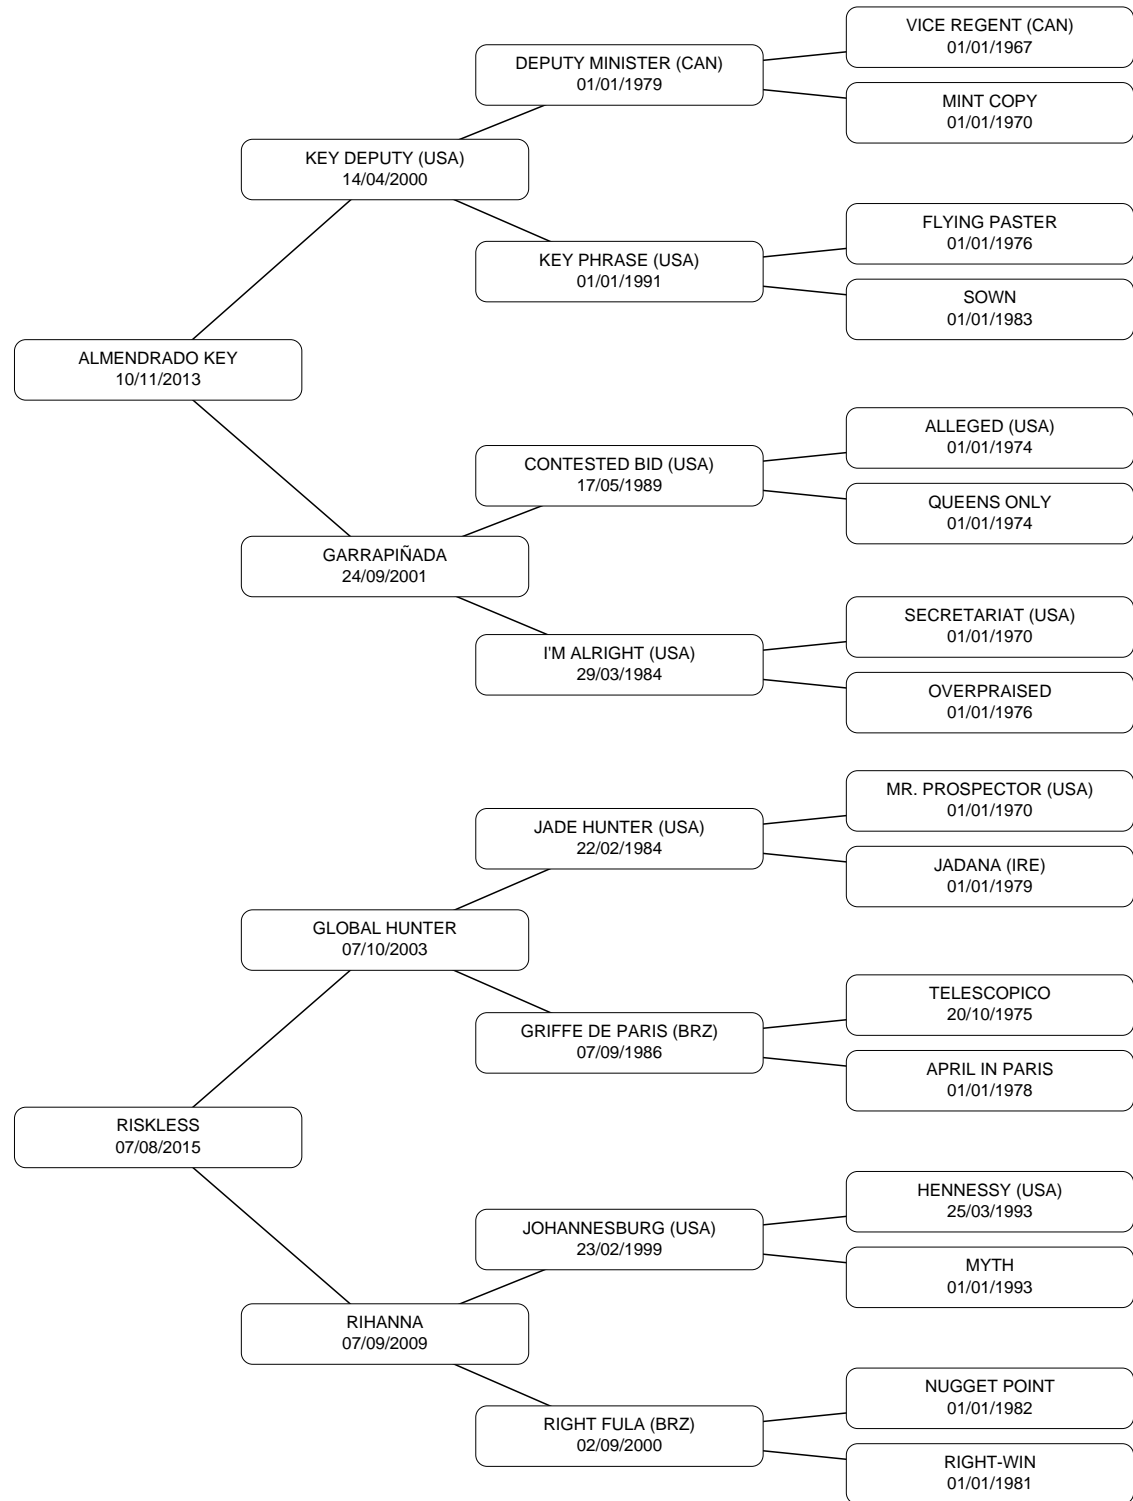 VICE REGENT (CAN)
01/01/1967
DEPUTY MINISTER (CAN)
01/01/1979
MINT COPY
01/01/1970
KEY DEPUTY (USA)
14/04/2000
FLYING PASTER
01/01/1976
KEY PHRASE (USA)
01/01/1991
SOWN
01/01/1983
ALMENDRADO KEY
10/11/2013
ALLEGED (USA)
01/01/1974
CONTESTED BID (USA)
17/05/1989
QUEENS ONLY
01/01/1974
GARRAPIÑADA
24/09/2001
SECRETARIAT (USA)
01/01/1970
I'M ALRIGHT (USA)
29/03/1984
OVERPRAISED
01/01/1976
MR. PROSPECTOR (USA)
01/01/1970
JADE HUNTER (USA)
22/02/1984
JADANA (IRE)
01/01/1979
GLOBAL HUNTER
07/10/2003
TELESCOPICO
20/10/1975
GRIFFE DE PARIS (BRZ)
07/09/1986
APRIL IN PARIS
01/01/1978
RISKLESS
07/08/2015
HENNESSY (USA)
25/03/1993
JOHANNESBURG (USA)
23/02/1999
MYTH
01/01/1993
RIHANNA
07/09/2009
NUGGET POINT
01/01/1982
RIGHT FULA (BRZ)
02/09/2000
RIGHT-WIN
01/01/1981